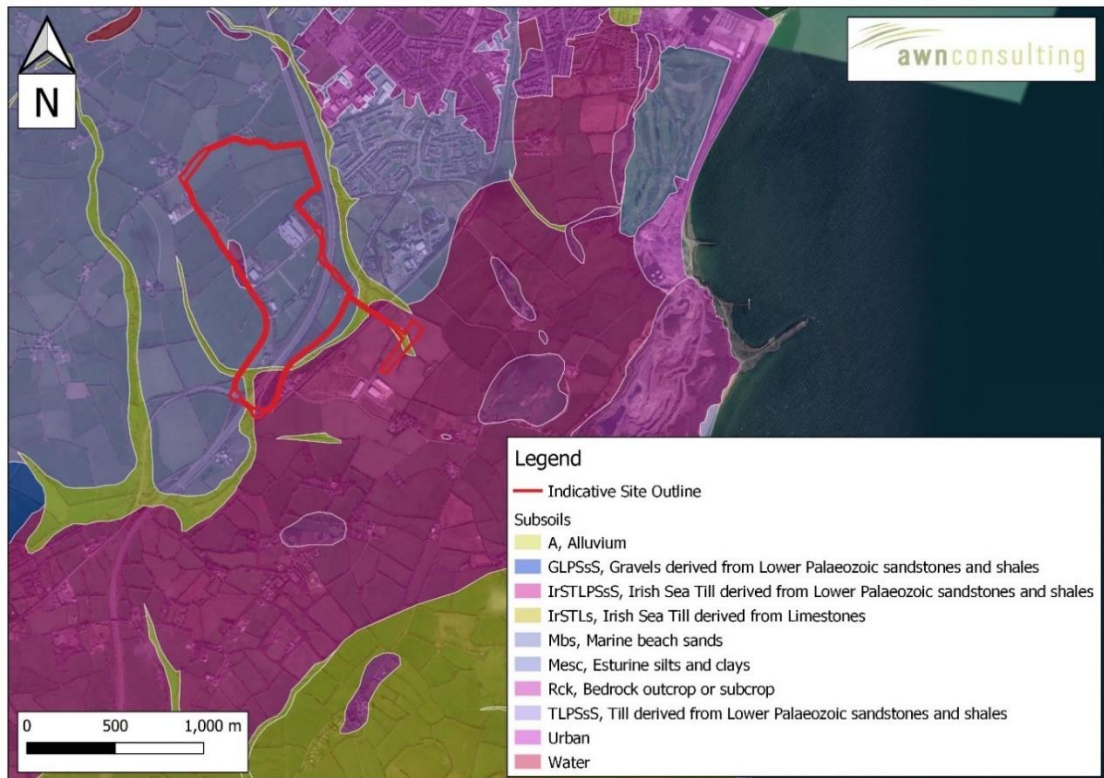 N
awnconsulting
Legend
Indicative Site Outline
Subsoils
A, Alluvium
GLPSsS, Gravels derived from Lower Palaeozoic sandstones and shales
IrSTLPSsS, Irish Sea Till derived from Lower Palaeozoic sandstones and shales
IrSTLs, Irish Sea Till derived from Limestones
Mbs, Marine beach sands
Mesc, Esturine silts and clays
Rck, Bedrock outcrop or subcrop
TLPSsS, Till derived from Lower Palaeozoic sandstones and shales
Urban
Water
0 500 1,000 m